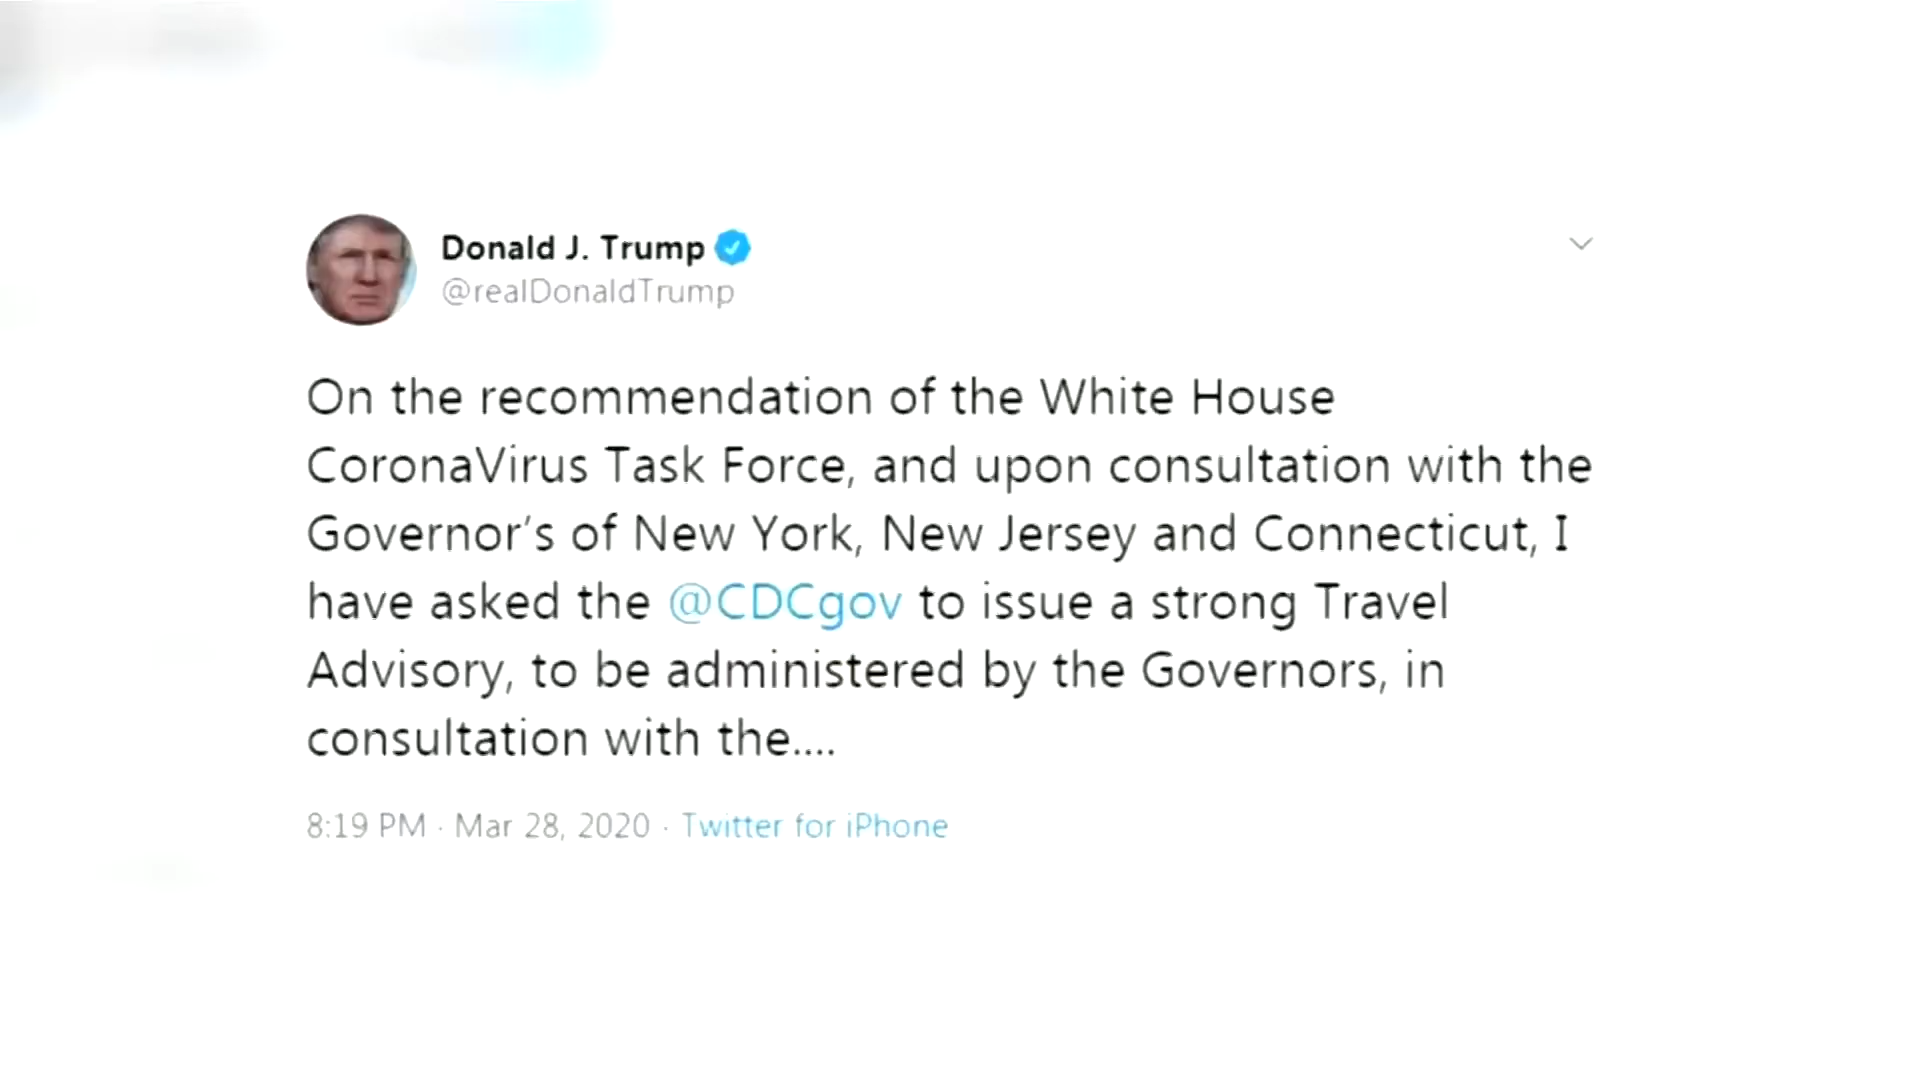 Donald J. Trump
@realDonaldTrump
On the recommendation of the White House
CoronaVirus Task Force, and upon consultation with the
Governor’s of New York, New Jersey and Connecticut, I
have asked the @CDCgov to issue a strong Travel
Advisory, to be administered by the Governors, in
consultation with the....
8:19 PM · Mar 28, 2020 · Twitter for iPhone